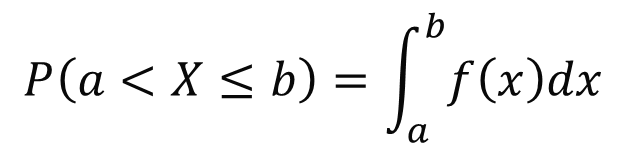 P(a < X ≤ b) = ∫_a^b f(x)dx